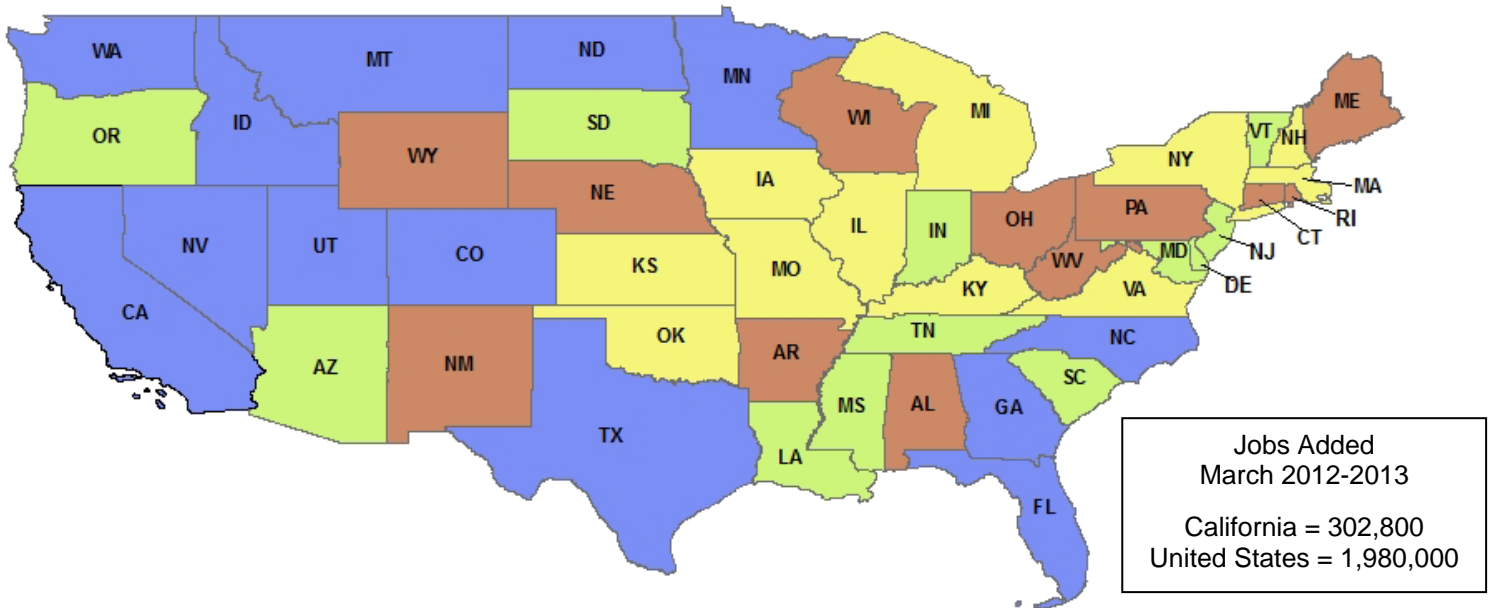 WA
MT
ND
MN
OR
ID
SD
WI
MI
ME
WY
VT
NH
NY
MA
NE
IA
PA
RI
OH
CT
IL
IN
NV
UT
CO
KS
MO
WV
MD
NJ
DE
KY
VA
CA
OK
TN
NC
AZ
NM
AR
SC
MS
AL
GA
TX
LA
FL
Jobs Added
March 2012-2013
California = 302,800
United States = 1,980,000